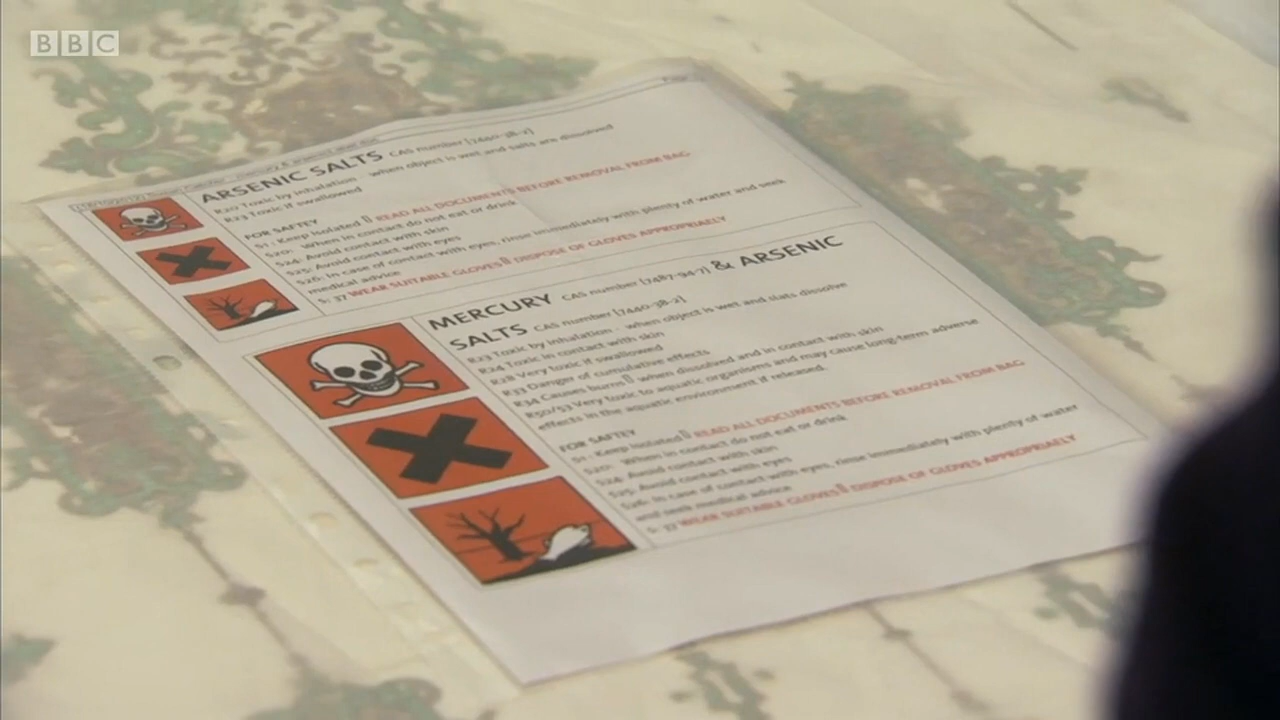 BBC
ARSENIC SALTS CAS number [7440-38-2]
R20 Toxic by inhalation - when object is wet and salts are dissolved
R23 Toxic if swallowed
FOR SAFTEY
S1 : Keep Isolated READ ALL DOCUMENTS BEFORE REMOVAL FROM BAG
S20: When in contact do not eat or drink
S24: Avoid contact with skin
S25: Avoid contact with eyes
S26: In case of contact with eyes, rinse immediately with plenty of water and seek
medical advice
S: 37 WEAR SUITABLE GLOVES DISPOSE OF GLOVES APPROPRIAELY
MERCURY CAS number [7487-94-7] & ARSENIC
SALTS CAS number [7440-38-2]
R23 Toxic by inhalation - when object is wet and slats dissolve
R24 Toxic in contact with skin
R28 Very toxic if swallowed
R33 Danger of cumulative effects
R34 Causes burns when dissolved and in contact with skin
R50/53 Very toxic to aquatic organisms and may cause long-term adverse
effects in the aquatic environment if released.
FOR SAFTEY
S1 : Keep Isolated READ ALL DOCUMENTS BEFORE REMOVAL FROM BAG
S20: When in contact do not eat or drink
S24: Avoid contact with skin
S25: Avoid contact with eyes
S26: In case of contact with eyes, rinse immediately with plenty of water
and seek medical advice
S: 37 WEAR SUITABLE GLOVES DISPOSE OF GLOVES APPROPRIAELY